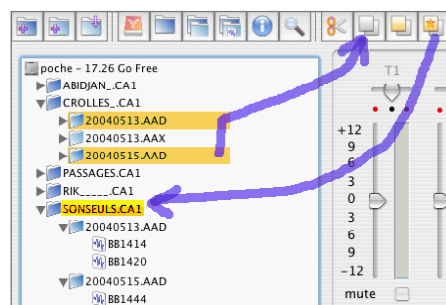 poche - 17.26 Go Free
ABIDJAN_.CA1
CROLLES_.CA1
20040513.AAD
20040513.AAX
20040515.AAD
PASSAGES.CA1
RIK_____.CA1
SONSEULS.CA1
20040513.AAD
BB1414
BB1420
20040515.AAD
BB1444
T1
+12
9
6
3
0
3
6
9
-12
mute